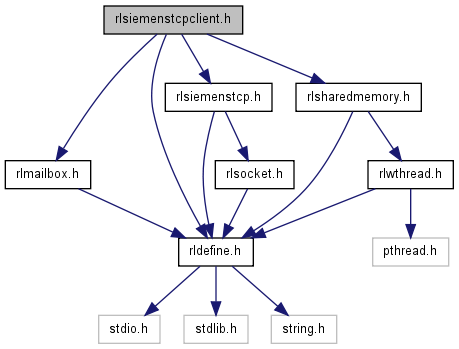 rlsiemenstcpclient.h
rlsiemenstcp.h
rlsharedmemory.h
rlmailbox.h
rlsocket.h
rlwthread.h
rldefine.h
pthread.h
stdio.h
stdlib.h
string.h